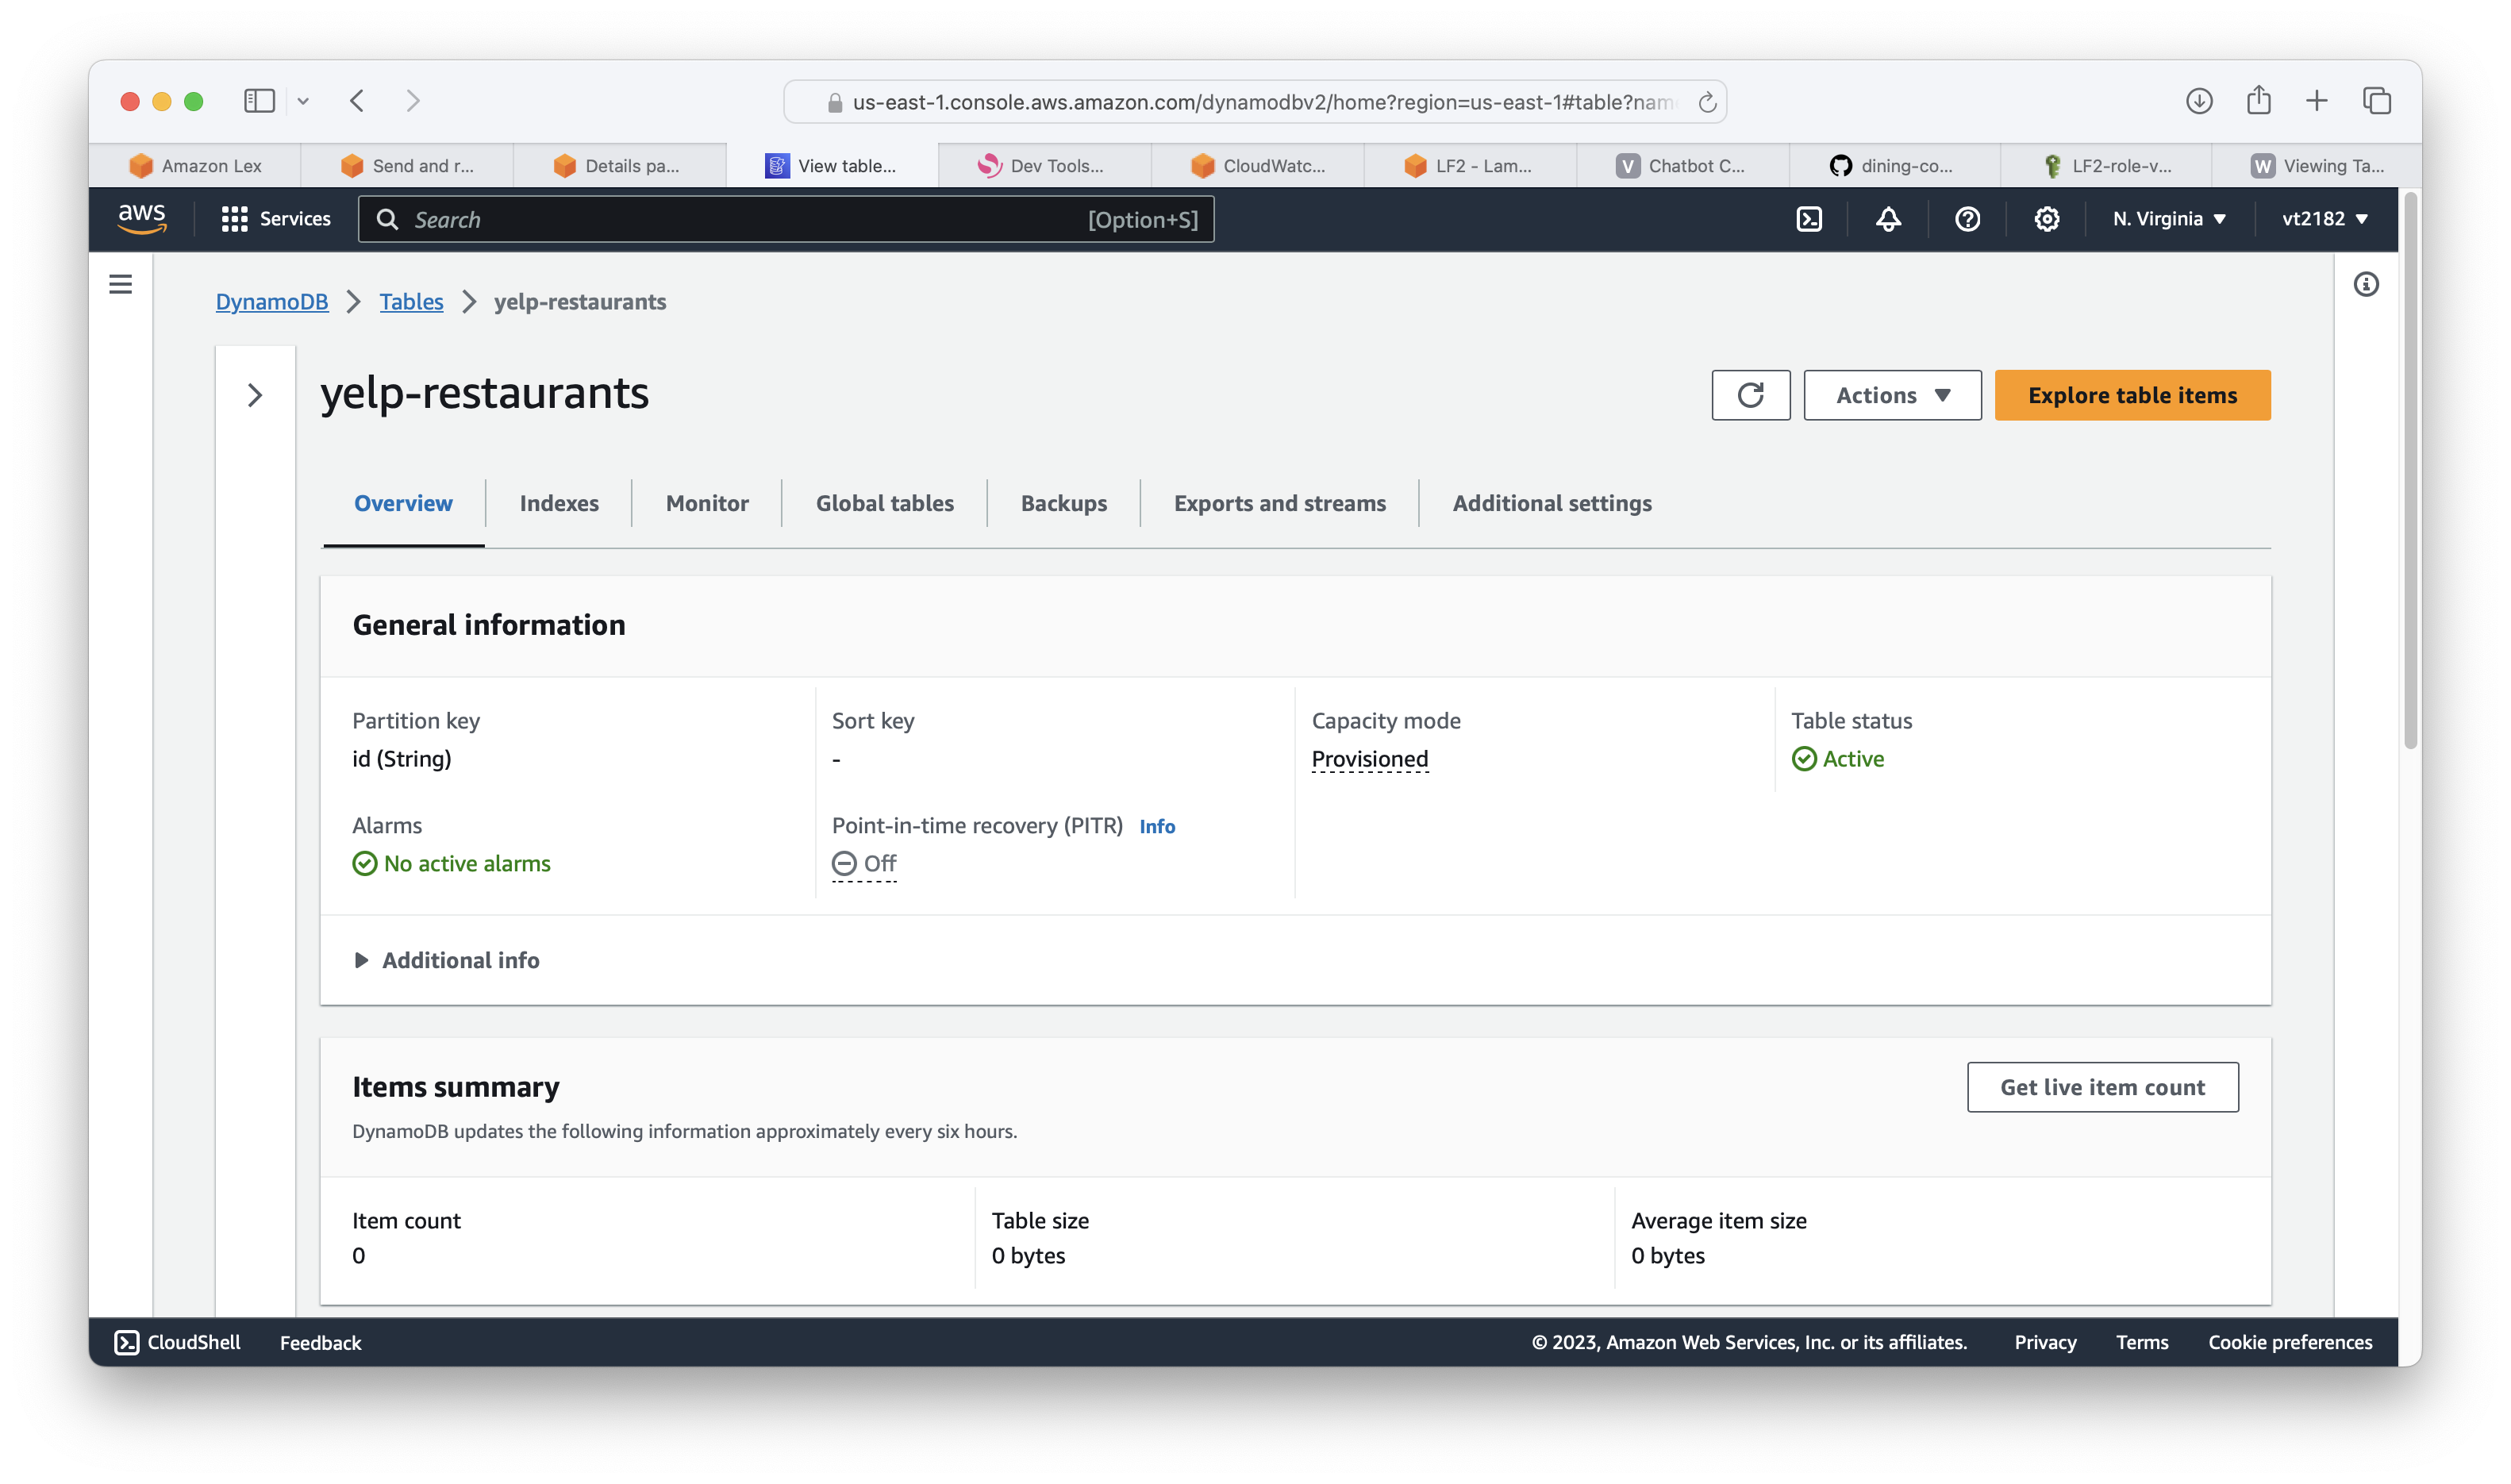 us-east-1.console.aws.amazon.com/dynamodbv2/home?region=us-east-1#table?nam
Amazon Lex
Send and r...
Details pa...
View table...
Dev Tools...
CloudWatc...
LF2 - Lam...
V Chatbot C...
dining-co...
LF2-role-v...
W Viewing Ta...
aws Services Search [Option+S] N. Virginia vt2182
DynamoDB > Tables > yelp-restaurants
yelp-restaurants
Actions
Explore table items
Overview
Indexes
Monitor
Global tables
Backups
Exports and streams
Additional settings
General information
Partition key
id (String)
Sort key
-
Capacity mode
Provisioned
Table status
Active
Alarms
No active alarms
Point-in-time recovery (PITR) Info
Off
Additional info
Items summary
Get live item count
DynamoDB updates the following information approximately every six hours.
Item count
0
Table size
0 bytes
Average item size
0 bytes
CloudShell Feedback © 2023, Amazon Web Services, Inc. or its affiliates. Privacy Terms Cookie preferences